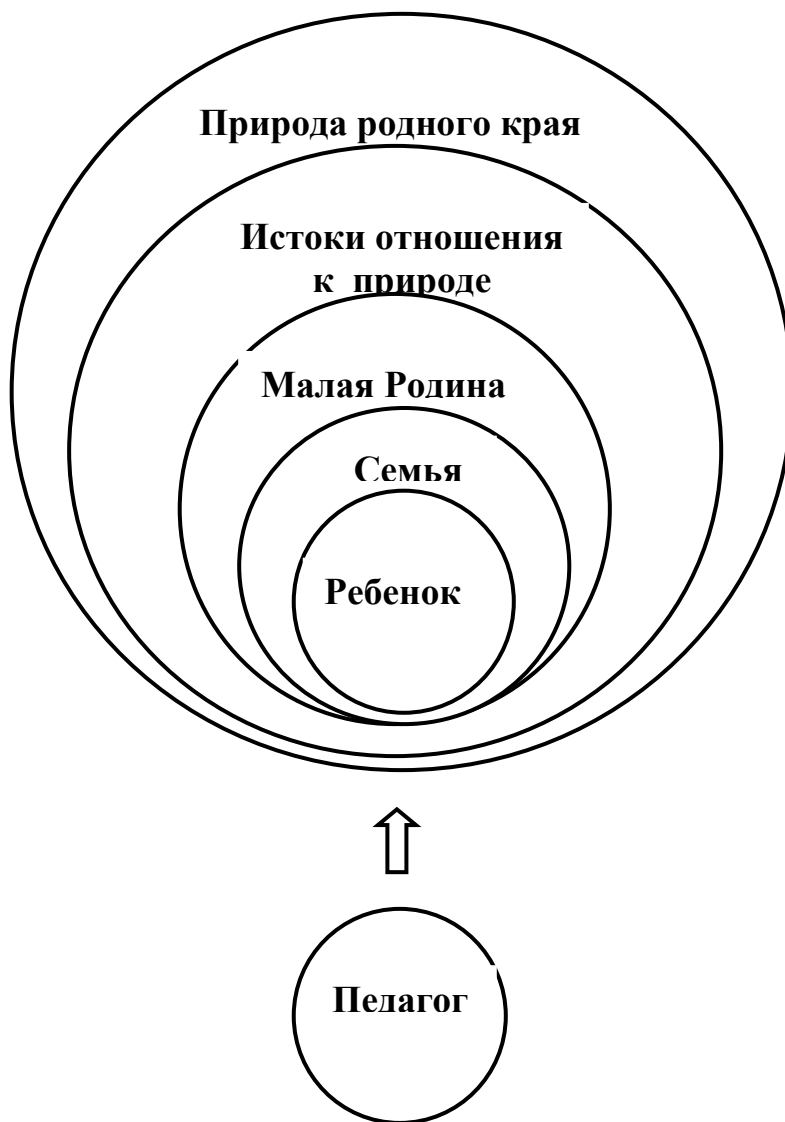 Природа родного края
Истоки отношения
к природе
Малая Родина
Семья
Ребенок
Педагог